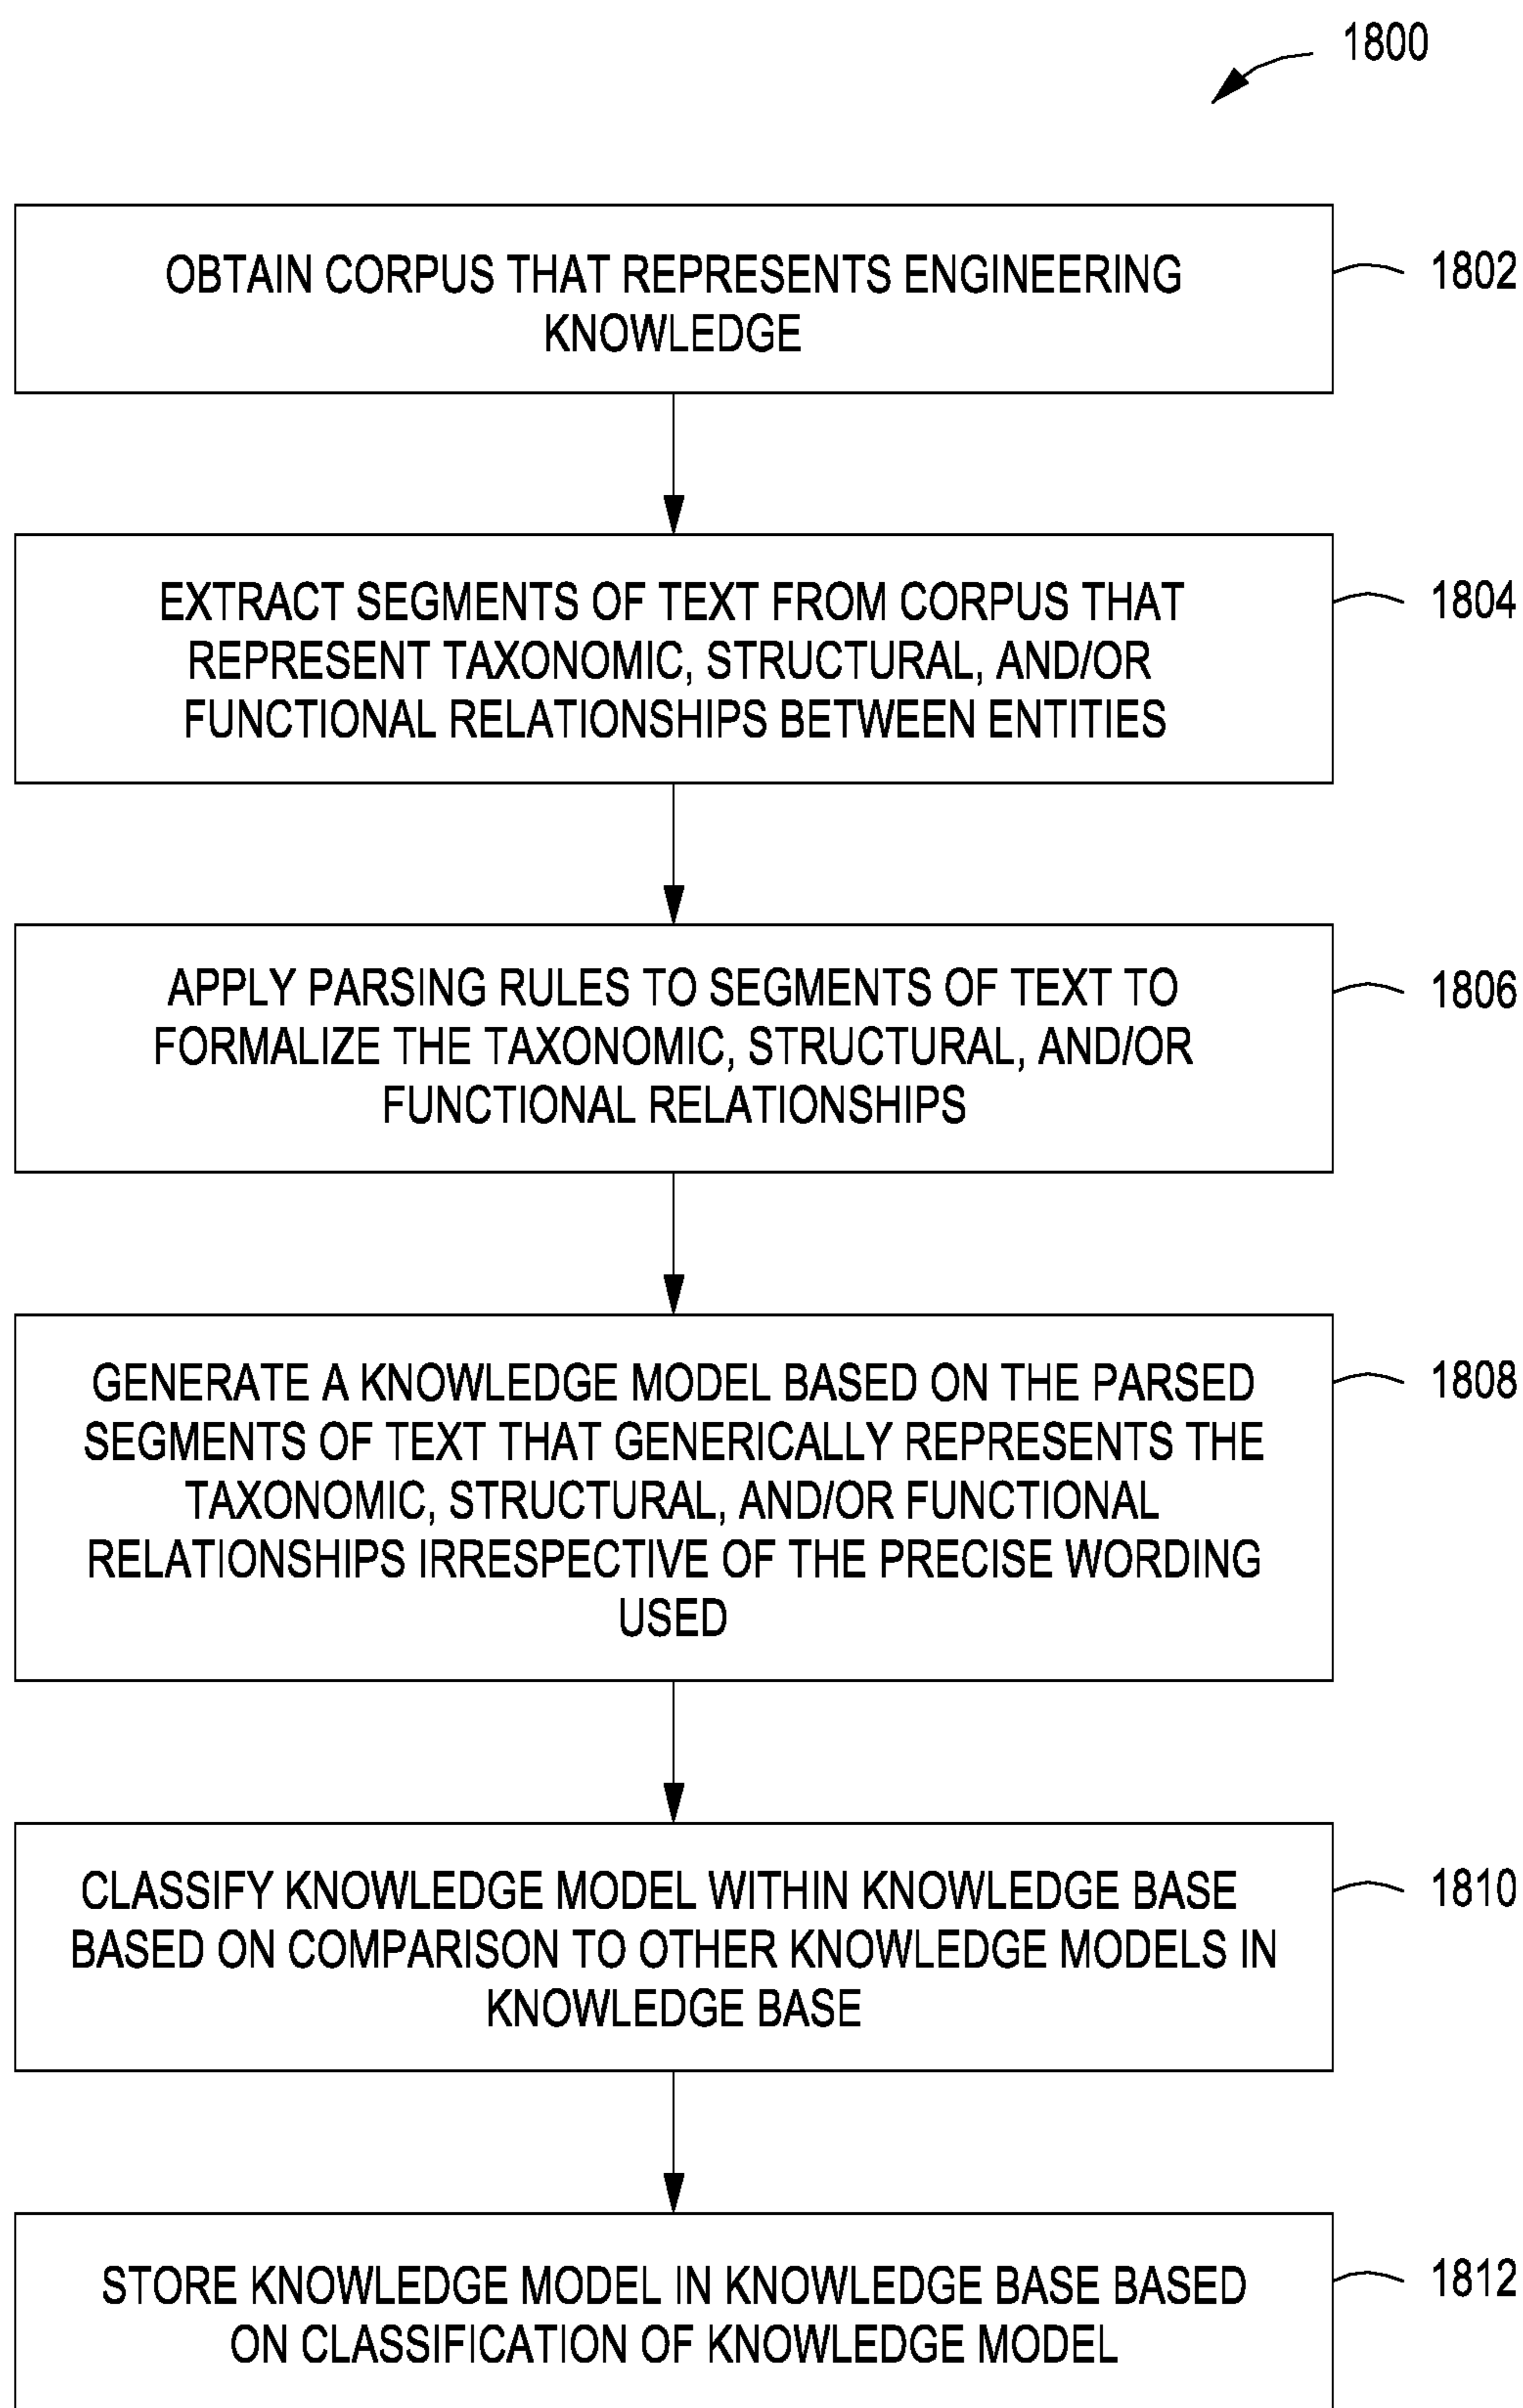 1800
OBTAIN CORPUS THAT REPRESENTS ENGINEERING
KNOWLEDGE
1802
EXTRACT SEGMENTS OF TEXT FROM CORPUS THAT
REPRESENT TAXONOMIC, STRUCTURAL, AND/OR
FUNCTIONAL RELATIONSHIPS BETWEEN ENTITIES
1804
APPLY PARSING RULES TO SEGMENTS OF TEXT TO
FORMALIZE THE TAXONOMIC, STRUCTURAL, AND/OR
FUNCTIONAL RELATIONSHIPS
1806
GENERATE A KNOWLEDGE MODEL BASED ON THE PARSED
SEGMENTS OF TEXT THAT GENERICALLY REPRESENTS THE
TAXONOMIC, STRUCTURAL, AND/OR FUNCTIONAL
RELATIONSHIPS IRRESPECTIVE OF THE PRECISE WORDING
USED
1808
CLASSIFY KNOWLEDGE MODEL WITHIN KNOWLEDGE BASE
BASED ON COMPARISON TO OTHER KNOWLEDGE MODELS IN
KNOWLEDGE BASE
1810
STORE KNOWLEDGE MODEL IN KNOWLEDGE BASE BASED
ON CLASSIFICATION OF KNOWLEDGE MODEL
1812